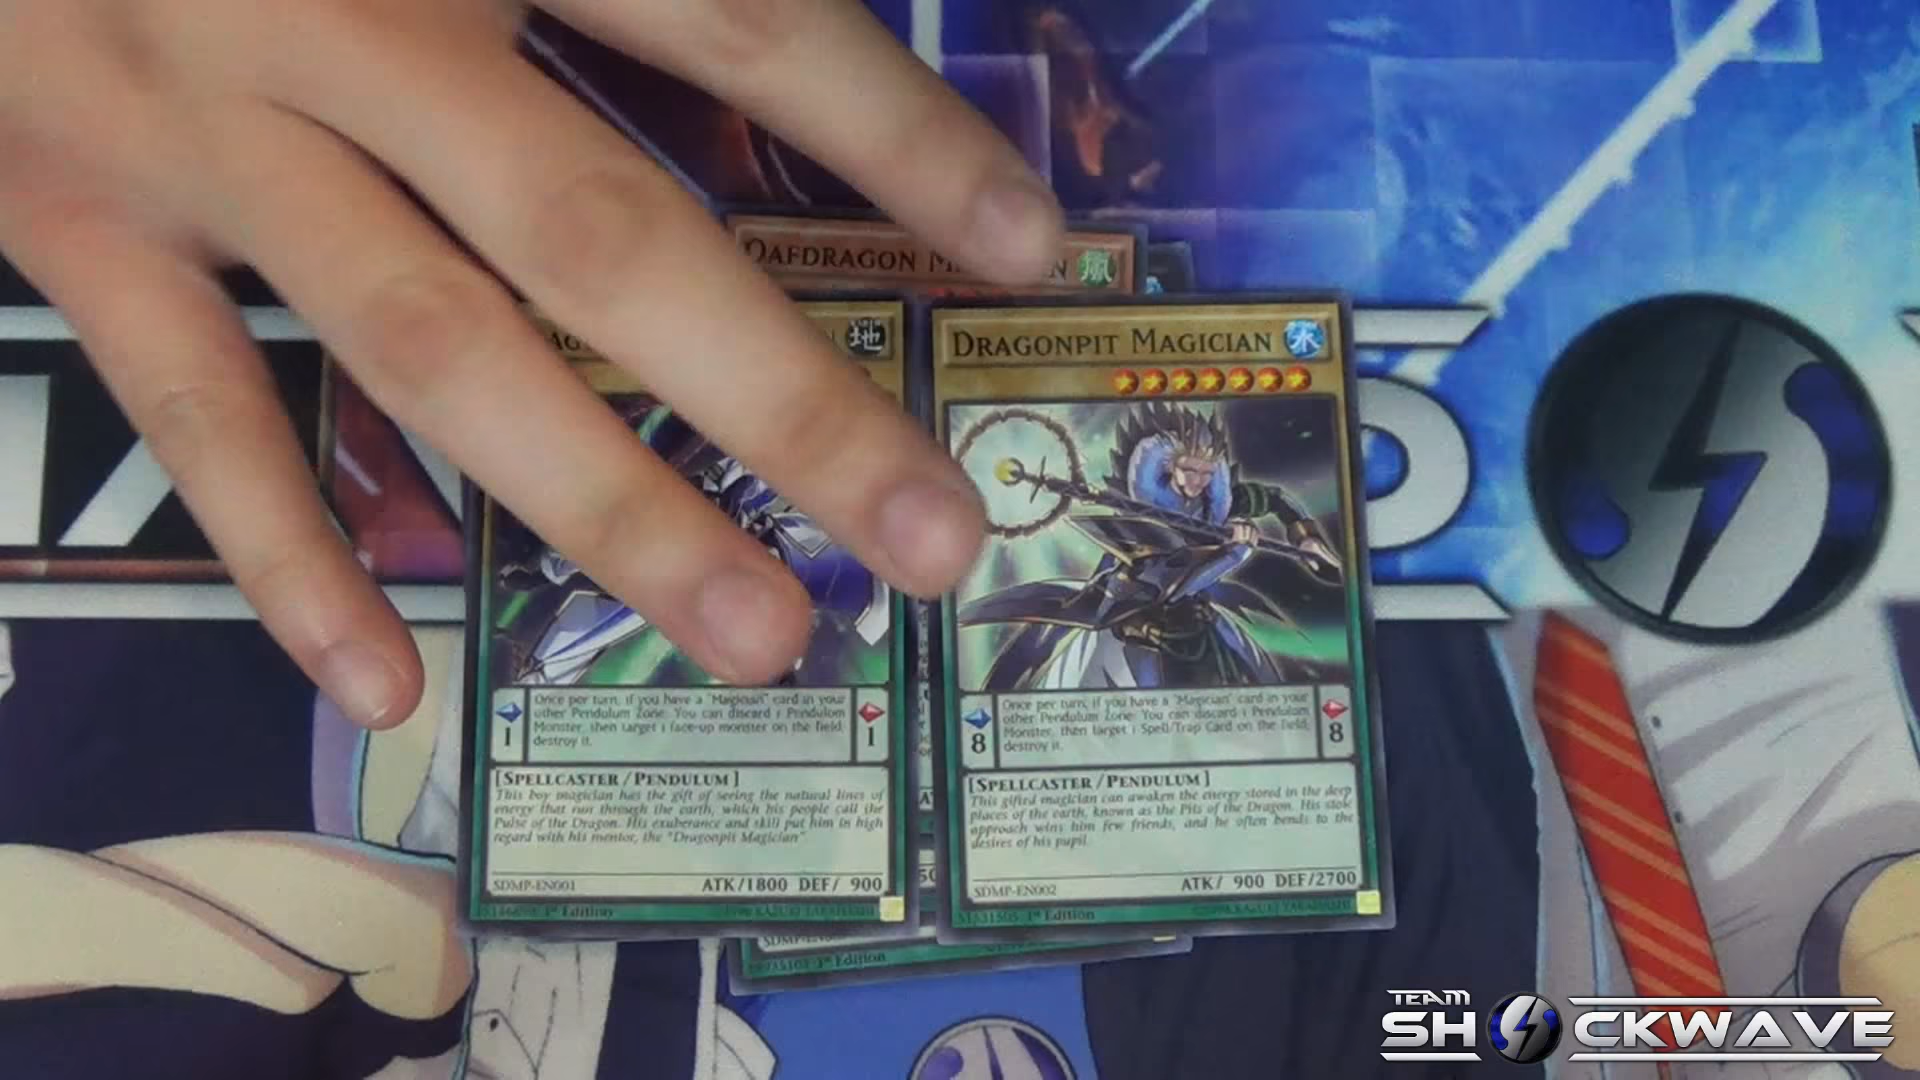 OAFDRAGON
風
地
DRAGONPIT MAGICIAN
水
Once per turn, if you have a "Magician" card in your
other Pendulum Zone: You can discard 1 Pendulum
Monster, then target 1 face-up monster on the field;
destroy it.
1
1
[SPELLCASTER / PENDULUM]
This boy magician has the gift of seeing the natural lines of
energy that run through the earth, which his people call the
Pulse of the Dragon. His exuberance and skill put him in high
regard with his mentor, the "Dragonpit Magician"
SDMP-EN001
ATK/1800 DEF/ 900
1st Edition
Once per turn, if you have a "Magician" card in your
other Pendulum Zone: You can discard 1 Pendulum
Monster, then target 1 Spell/Trap Card on the field;
destroy it.
8
8
[SPELLCASTER / PENDULUM]
This gifted magician can awaken the energy stored in the deep
places of the earth, known as the Pits of the Dragon. His stoic
approach wins him few friends, and he often bends to the
desires of his pupil.
SDMP-EN002
ATK/ 900 DEF/2700
1st Edition
1st Edition
TEAM
SHOCKWAVE